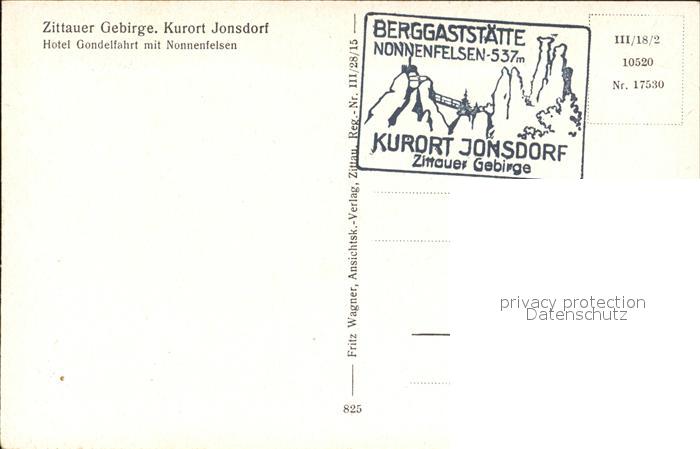 Zittauer Gebirge. Kurort Jonsdorf
Hotel Gondelfahrt mit Nonnenfelsen
Fritz Wagner, Ansichtsk.-Verlag, Zittau. Reg.-Nr. III/28/15
825
BERGGASTSTÄTTE
NONNENFELSEN-537m
KURORT JONSDORF
Zittauer Gebirge
III/18/2
10520
Nr. 17530
privacy protection
Datenschutz